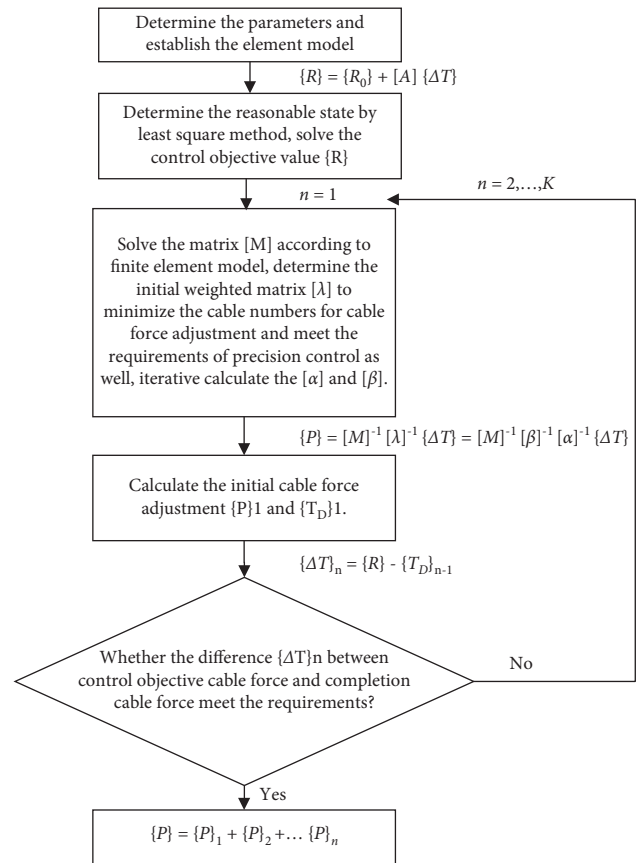 Determine the parameters and
establish the element model
{R} = {R₀} + [A] {ΔT}
Determine the reasonable state by
least square method, solve the
control objective value {R}
n = 1
n = 2,…,K
Solve the matrix [M] according to
finite element model, determine the
initial weighted matrix [λ] to
minimize the cable numbers for cable
force adjustment and meet the
requirements of precision control as
well, iterative calculate the [α] and [β].
{P} = [M]⁻¹ [λ]⁻¹ {ΔT} = [M]⁻¹ [β]⁻¹ [α]⁻¹ {ΔT}
Calculate the initial cable force
adjustment {P}1 and {T_D}1.
{ΔT}ₙ = {R} - {T_D}ₙ₋₁
Whether the difference {ΔT}n between
control objective cable force and completion
cable force meet the requirements?
No
Yes
{P} = {P}₁ + {P}₂ +… {P}ₙ